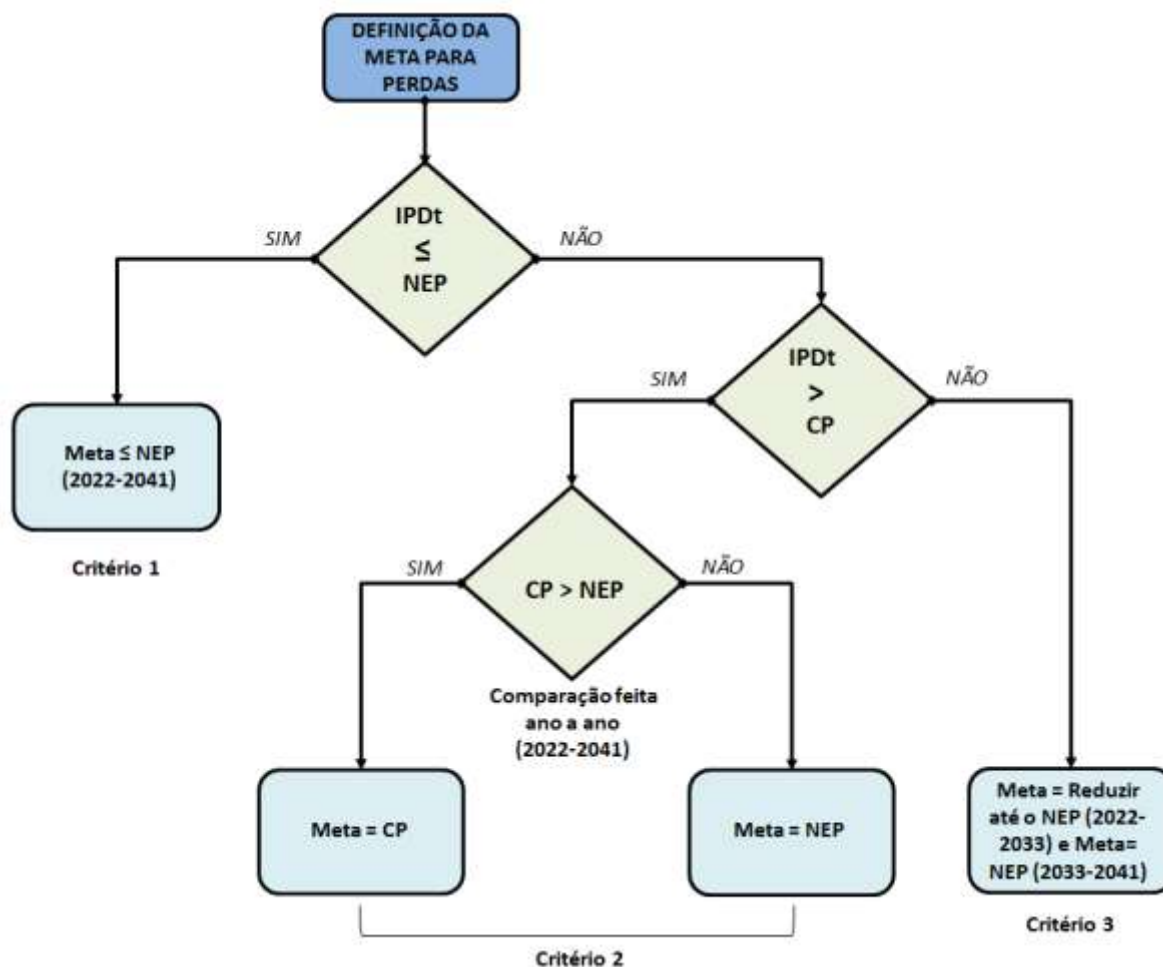 DEFINIÇÃO DA
META PARA
PERDAS
IPDt
≤
NEP
SIM
NÃO
IPDt
>
CP
SIM
NÃO
Meta ≤ NEP
(2022-2041)
Critério 1
CP > NEP
SIM
NÃO
Comparação feita
ano a ano
(2022-2041)
Meta = CP
Meta = NEP
Meta = Reduzir
até o NEP (2022-
2033) e Meta=
NEP (2033-2041)
Critério 3
Critério 2